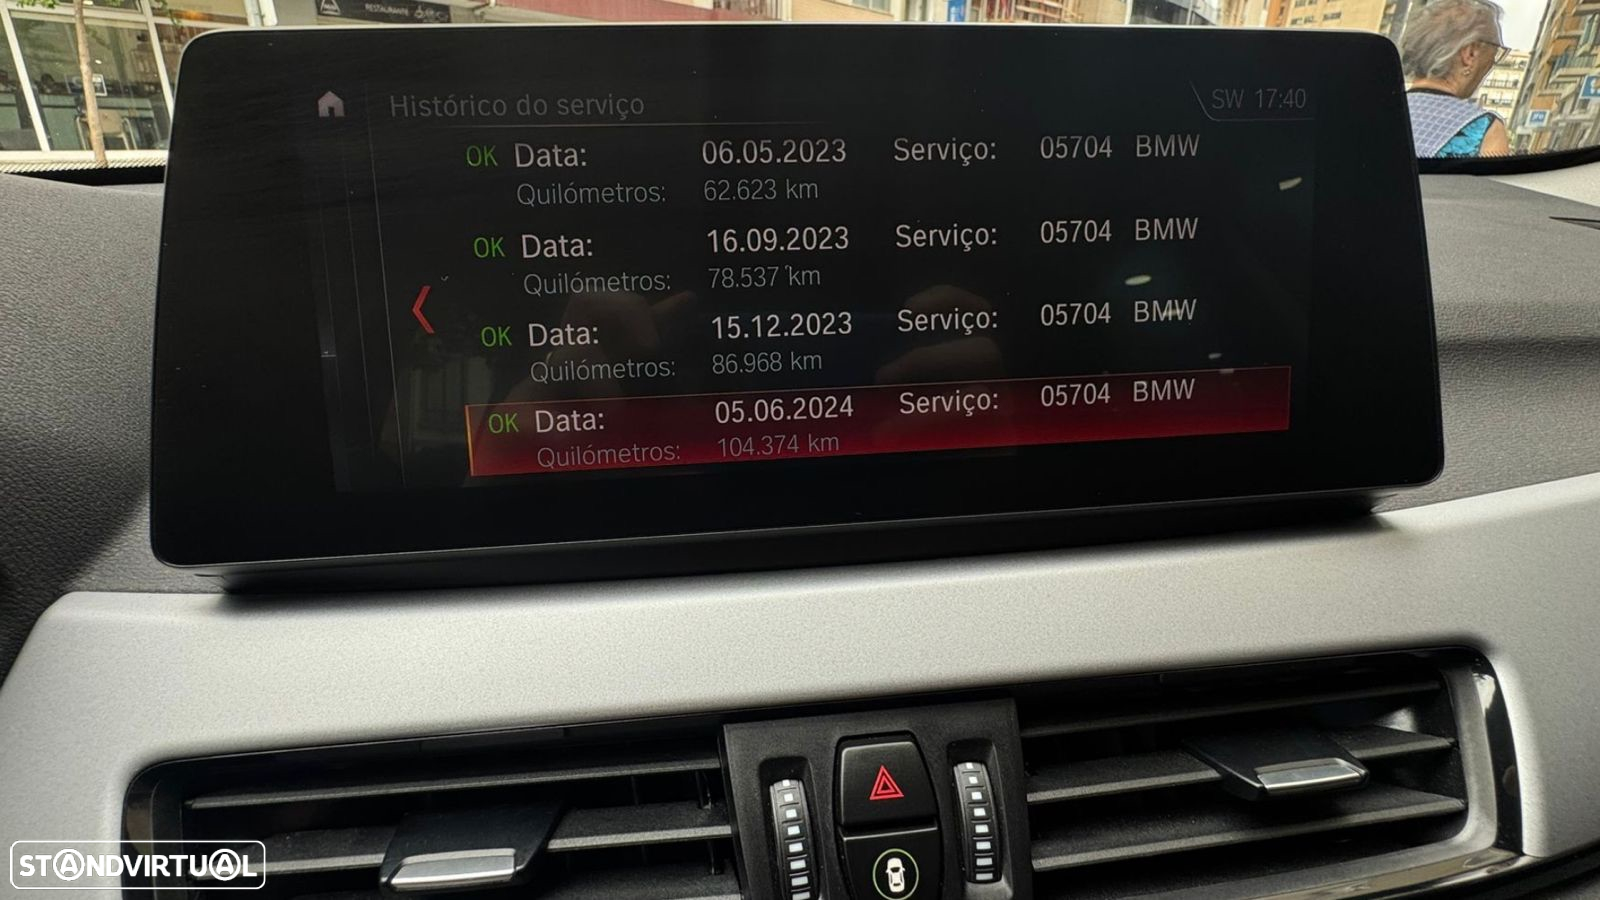 RESTAURANTE
Histórico do serviço
SW 17:40
OK Data: 06.05.2023 Serviço: 05704 BMW
Quilómetros: 62.623 km
OK Data: 16.09.2023 Serviço: 05704 BMW
Quilómetros: 78.537 km
OK Data: 15.12.2023 Serviço: 05704 BMW
Quilómetros: 86.968 km
OK Data: 05.06.2024 Serviço: 05704 BMW
Quilómetros: 104.374 km
STANDVIRTUAL